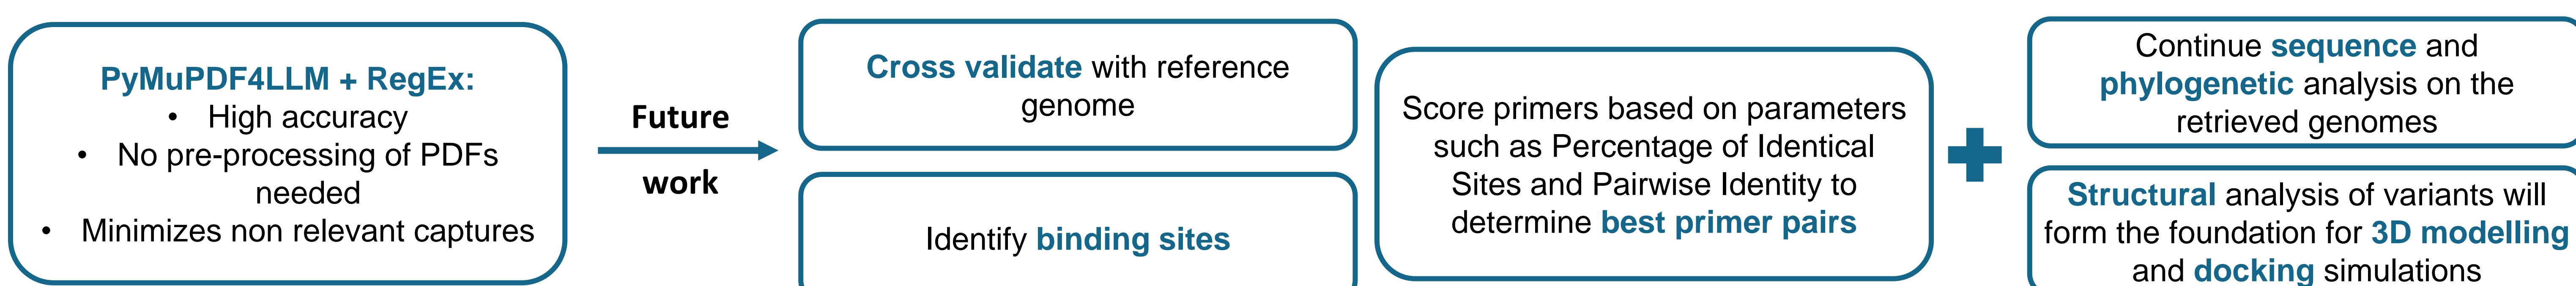 PyMuPDF4LLM + RegEx:
• High accuracy
• No pre-processing of PDFs
needed
• Minimizes non relevant captures
Future
work
Cross validate with reference
genome
Identify binding sites
Score primers based on parameters
such as Percentage of Identical
Sites and Pairwise Identity to
determine best primer pairs
Continue sequence and
phylogenetic analysis on the
retrieved genomes
Structural analysis of variants will
form the foundation for 3D modelling
and docking simulations